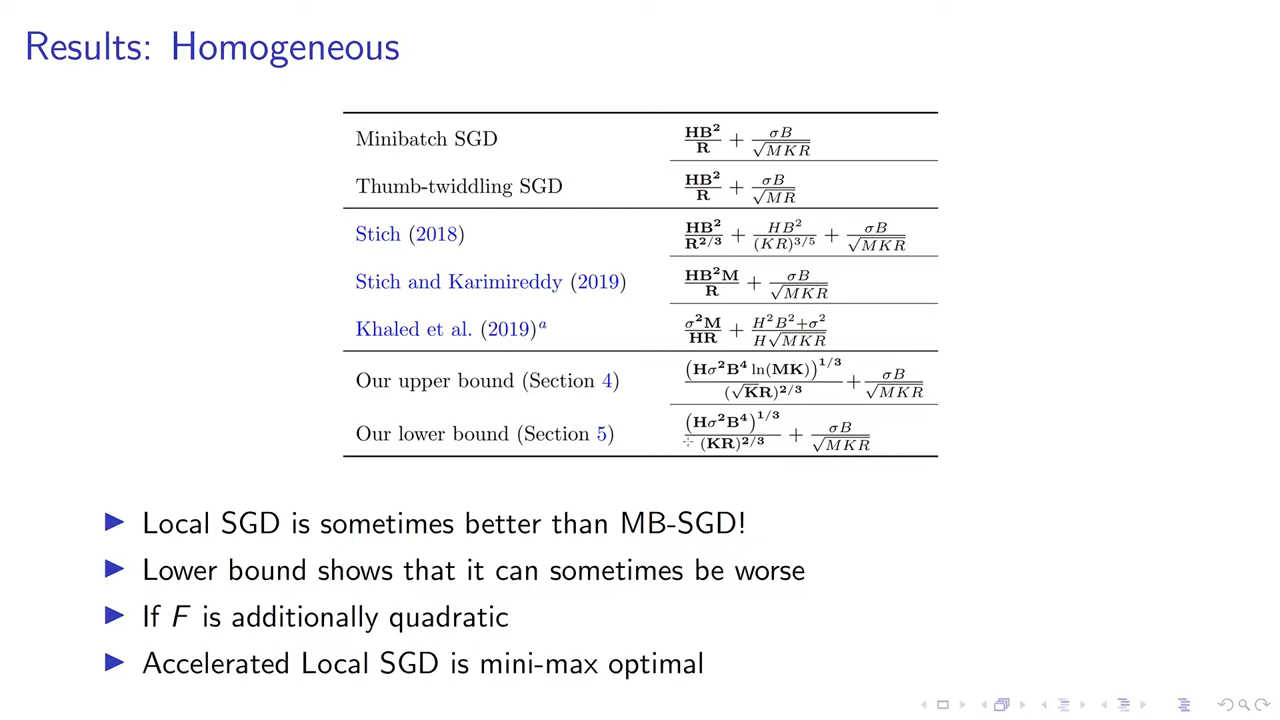 Results: Homogeneous
Minibatch SGD HB²/R + σB/√MKR
Thumb-twiddling SGD HB²/R + σB/√MR
Stich (2018) HB²/R^2/3 + HB²/(KR)^3/5 + σB/√MKR
Stich and Karimireddy (2019) HB²M/R + σB/√MKR
Khaled et al. (2019)ᵃ σ²M/HR + H²B²+σ²/H√MKR
Our upper bound (Section 4) (Hσ²B⁴ ln(MK))^1/3/(√KR)^2/3 + σB/√MKR
Our lower bound (Section 5) (Hσ²B⁴)^1/3/(KR)^2/3 + σB/√MKR
▶ Local SGD is sometimes better than MB-SGD!
▶ Lower bound shows that it can sometimes be worse
▶ If F is additionally quadratic
▶ Accelerated Local SGD is mini-max optimal